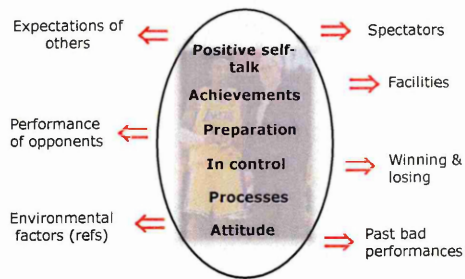 Expectations of
others
Performance
of opponents
Environmental
factors (refs)
Positive self-
talk
Achievements
Preparation
In control
Processes
Attitude
Spectators
Facilities
Winning &
losing
Past bad
performances